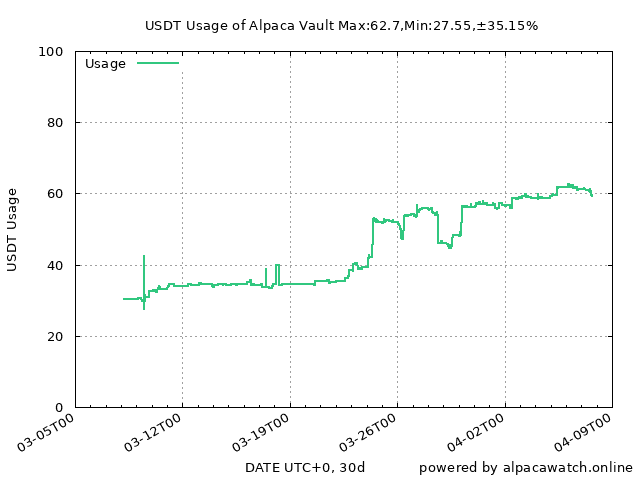 USDT Usage of Alpaca Vault Max:62.7,Min:27.55,±35.15%
100
Usage
80
60
40
20
0
USDT Usage
03-05T00
03-12T00
03-19T00
03-26T00
04-02T00
04-09T00
DATE UTC+0, 30d
powered by alpacawatch.online